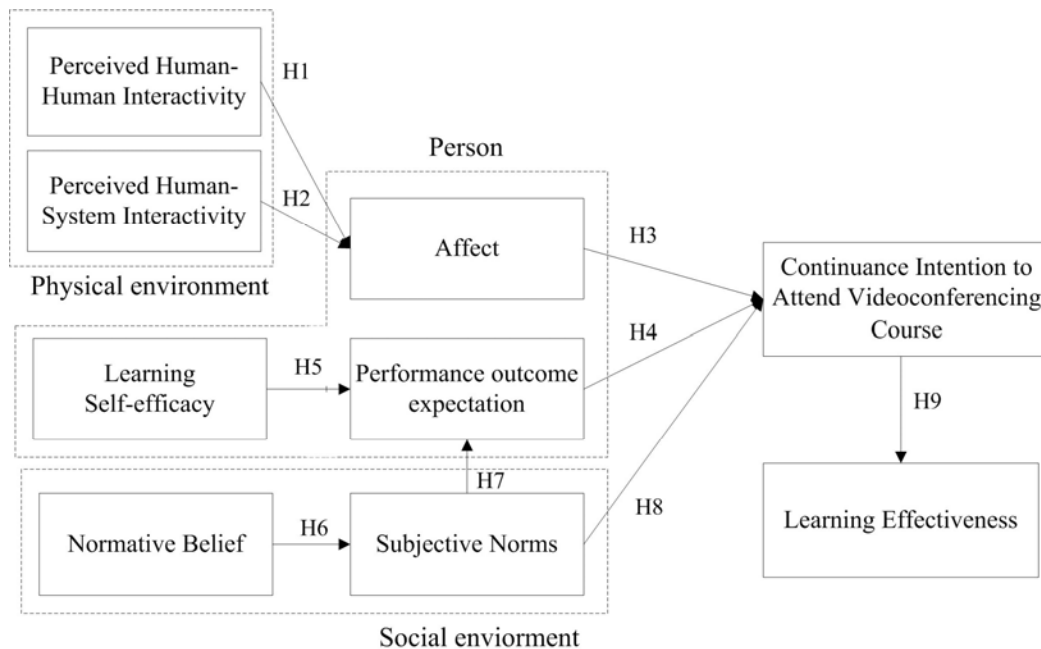 Perceived Human-
Human Interactivity
H1
Perceived Human-
System Interactivity
H2
Physical environment
Person
Affect
H3
Continuance Intention to
Attend Videoconferencing
Course
Learning
Self-efficacy
H5
Performance outcome
expectation
H4
H9
H7
Normative Belief
H6
Subjective Norms
H8
Learning Effectiveness
Social enviorment